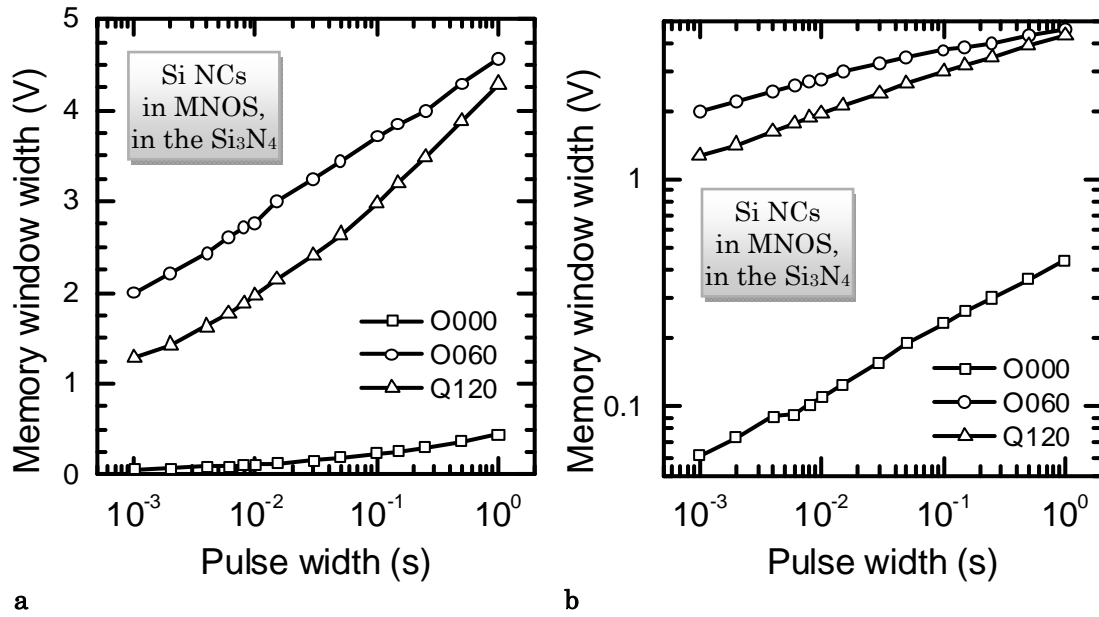 5
4
3
2
1
0
Memory window width (V)
Si NCs
in MNOS,
in the Si₃N₄
O000
O060
Q120
10⁻³
10⁻²
10⁻¹
10⁰
Pulse width (s)
a
1
0.1
Memory window width (V)
Si NCs
in MNOS,
in the Si₃N₄
O000
O060
Q120
10⁻³
10⁻²
10⁻¹
10⁰
Pulse width (s)
b